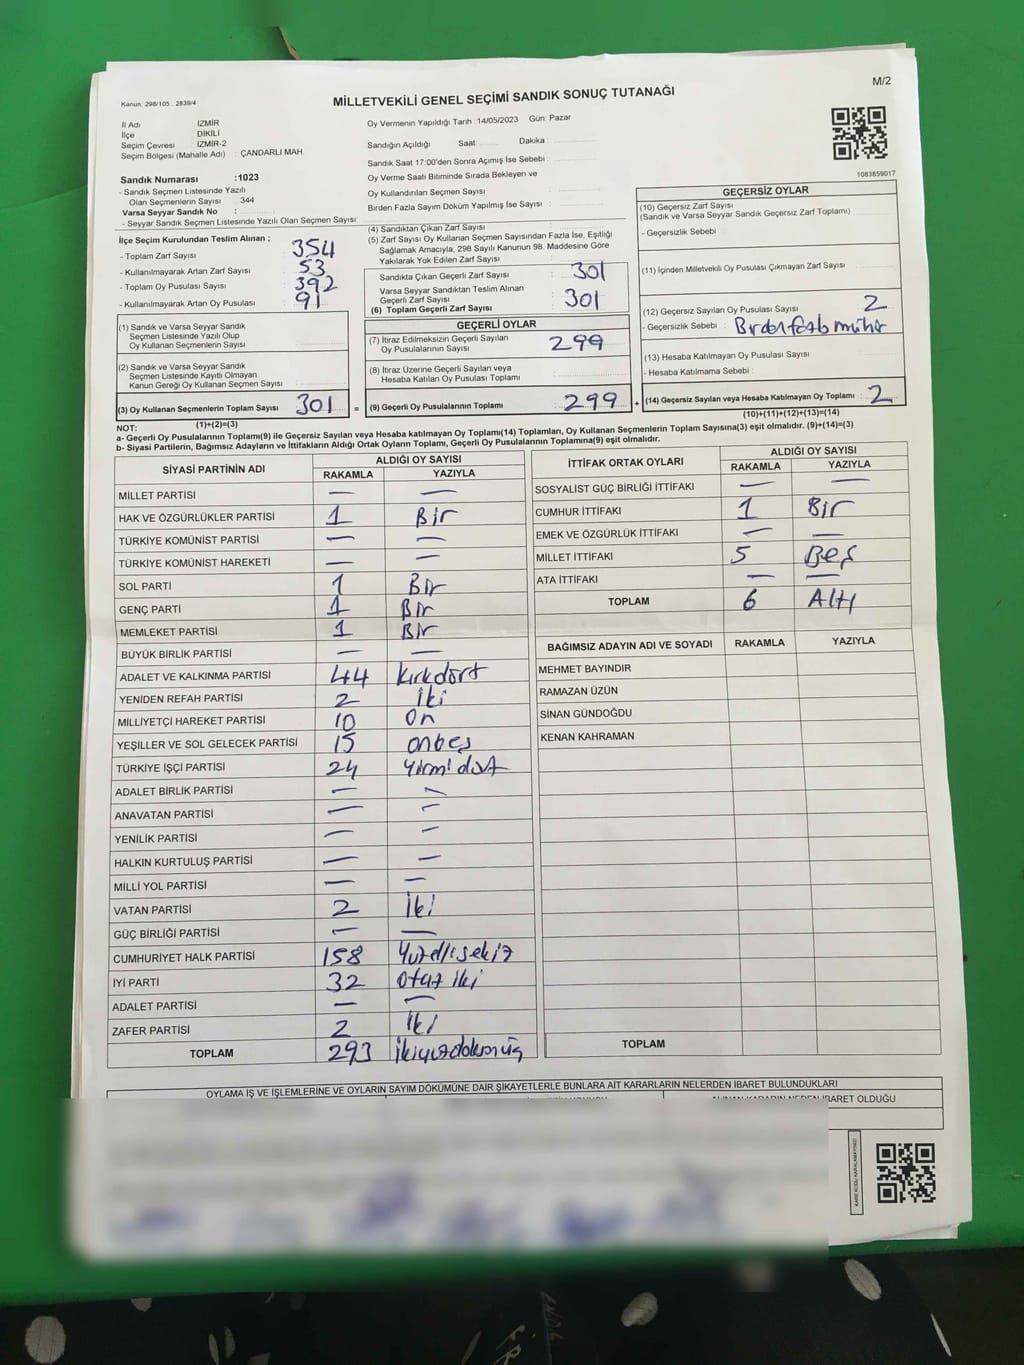 M/2
Kanun, 298/105 , 2839/4
MİLLETVEKİLİ GENEL SEÇİMİ SANDIK SONUÇ TUTANAĞI
İl Adı İZMİR
İlçe DİKİLİ
Seçim Çevresi İZMİR-2
Seçim Bölgesi (Mahalle Adı) : ÇANDARLI MAH.
Oy Vermenin Yapıldığı Tarih : 14/05/2023 Gün: Pazar
Sandığın Açıldığı Saat: Dakika :
Sandık Saat 17:00'den Sonra Açımış İse Sebebi :
Oy Verme Saati Bitiminde Sırada Bekleyen ve
Oy Kullandırılan Seçmen Sayısı :
Birden Fazla Sayım Döküm Yapılmış İse Sayısı :
1083659017
Sandık Numarası :1023
- Sandık Seçmen Listesinde Yazılı
Olan Seçmenlerin Sayısı : 344
Varsa Seyyar Sandık No :
- Seyyar Sandık Seçmen Listesinde Yazılı Olan Seçmen Sayısı:
İlçe Seçim Kurulundan Teslim Alınan ;
- Toplam Zarf Sayısı : 354
- Kullanılmayarak Artan Zarf Sayısı : 53
- Toplam Oy Pusulası Sayısı : 392
- Kullanılmayarak Artan Oy Pusulası : 91
(4) Sandıktan Çıkan Zarf Sayısı :
(5) Zarf Sayısı Oy Kullanan Seçmen Sayısından Fazla İse, Eşitliği
Sağlamak Amacıyla, 298 Sayılı Kanunun 98. Maddesine Göre
Yakılarak Yok Edilen Zarf Sayısı :
Sandıkta Çıkan Geçerli Zarf Sayısı : 301
Varsa Seyyar Sandıktan Teslim Alınan
Geçerli Zarf Sayısı :
(6) Toplam Geçerli Zarf Sayısı : 301
GEÇERSİZ OYLAR
(10) Geçersiz Zarf Sayısı
(Sandık ve Varsa Seyyar Sandık Geçersiz Zarf Toplamı)
- Geçersizlik Sebebi :
(11) İçinden Milletvekili Oy Pusulası Çıkmayan Zarf Sayısı :
(12) Geçersiz Sayılan Oy Pusulası Sayısı : 2
- Geçersizlik Sebebi : Birden fazla mühür
(13) Hesaba Katılmayan Oy Pusulası Sayısı :
- Hesaba Katılmama Sebebi :
(14) Geçersiz Sayılan veya Hesaba Katılmayan Oy Toplamı : 2
(10)+(11)+(12)+(13)=(14)
(1) Sandık ve Varsa Seyyar Sandık
Seçmen Listesinde Yazılı Olup
Oy Kullanan Seçmenlerin Sayısı :
(2) Sandık ve Varsa Seyyar Sandık
Seçmen Listesinde Kayıtlı Olmayan
Kanun Gereği Oy Kullanan Seçmen Sayısı :
(3) Oy Kullanan Seçmenlerin Toplam Sayısı : 301 =
(1)+(2)=(3)
GEÇERLİ OYLAR
(7) İtiraz Edilmeksizin Geçerli Sayılan
Oy Pusulalarının Sayısı : 299
(8) İtiraz Üzerine Geçerli Sayılan veya
Hesaba Katılan Oy Pusulası Toplamı :
(9) Geçerli Oy Pusulalarının Toplamı : 299 +
NOT:
a- Geçerli Oy Pusulalarının Toplamı(9) ile Geçersiz Sayılan veya Hesaba katılmayan Oy Toplamı(14) Toplamları, Oy Kullanan Seçmenlerin Toplam Sayısına(3) eşit olmalıdır. (9)+(14)=(3)
b- Siyasi Partilerin, Bağımsız Adayların ve İttifakların Aldığı Ortak Oyların Toplamı, Geçerli Oy Pusulalarının Toplamına(9) eşit olmalıdır.
SİYASİ PARTİNİN ADI ALDIĞI OY SAYISI
RAKAMLA YAZIYLA
MİLLET PARTİSİ — —
HAK VE ÖZGÜRLÜKLER PARTİSİ 1 Bir
TÜRKİYE KOMÜNİST PARTİSİ — —
TÜRKİYE KOMÜNİST HAREKETİ — —
SOL PARTİ 1 Bir
GENÇ PARTİ 1 Bir
MEMLEKET PARTİSİ 1 Bir
BÜYÜK BİRLİK PARTİSİ — —
ADALET VE KALKINMA PARTİSİ 44 Kırkdört
YENİDEN REFAH PARTİSİ 2 İki
MİLLİYETÇİ HAREKET PARTİSİ 10 On
YEŞİLLER VE SOL GELECEK PARTİSİ 15 onbeş
TÜRKİYE İŞÇİ PARTİSİ 24 Yirmi dört
ADALET BİRLİK PARTİSİ — —
ANAVATAN PARTİSİ — —
YENİLİK PARTİSİ — —
HALKIN KURTULUŞ PARTİSİ — —
MİLLİ YOL PARTİSİ — —
VATAN PARTİSİ 2 İki
GÜÇ BİRLİĞİ PARTİSİ — —
CUMHURİYET HALK PARTİSİ 158 Yüzellisekiz
İYİ PARTİ 32 Otuz iki
ADALET PARTİSİ — —
ZAFER PARTİSİ 2 İki
TOPLAM 293 İkiyüzdoksanüç
İTTİFAK ORTAK OYLARI ALDIĞI OY SAYISI
RAKAMLA YAZIYLA
SOSYALİST GÜÇ BİRLİĞİ İTTİFAKI — —
CUMHUR İTTİFAKI 1 Bir
EMEK VE ÖZGÜRLÜK İTTİFAKI — —
MİLLET İTTİFAKI 5 Beş
ATA İTTİFAKI — —
TOPLAM 6 Altı
BAĞIMSIZ ADAYIN ADI VE SOYADI RAKAMLA YAZIYLA
MEHMET BAYINDIR
RAMAZAN ÜZÜN
SİNAN GÜNDOĞDU
KENAN KAHRAMAN
TOPLAM
OYLAMA İŞ VE İŞLEMLERİNE VE OYLARIN SAYIM DÖKÜMÜNE DAİR ŞİKAYETLERLE BUNLARA AİT KARARLARIN NELERDEN İBARET BULUNDUKLARI
ALINAN KARARIN NEDEN İBARET OLDUĞU